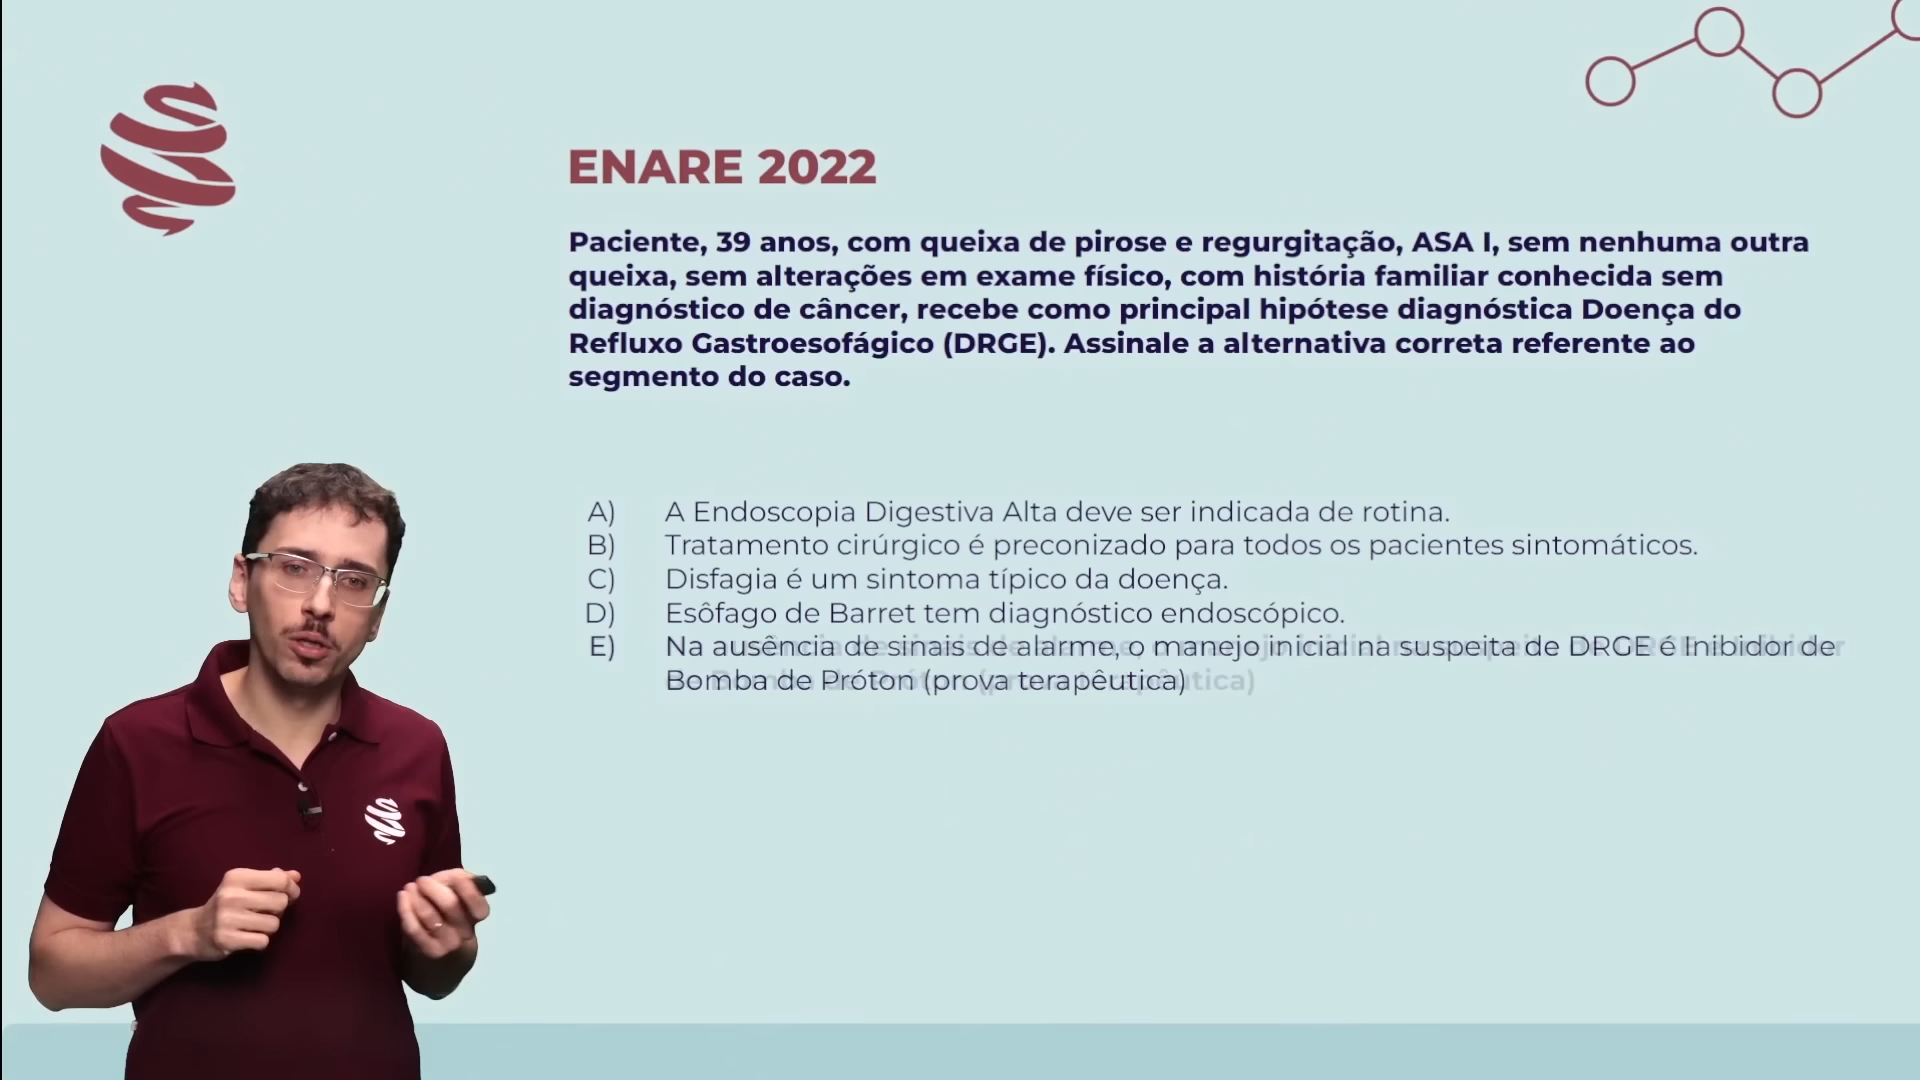 ENARE 2022
Paciente, 39 anos, com queixa de pirose e regurgitação, ASA I, sem nenhuma outra
queixa, sem alterações em exame físico, com história familiar conhecida sem
diagnóstico de câncer, recebe como principal hipótese diagnóstica Doença do
Refluxo Gastroesofágico (DRGE). Assinale a alternativa correta referente ao
segmento do caso.
A) A Endoscopia Digestiva Alta deve ser indicada de rotina.
B) Tratamento cirúrgico é preconizado para todos os pacientes sintomáticos.
C) Disfagia é um sintoma típico da doença.
D) Esôfago de Barret tem diagnóstico endoscópico.
E) Na ausência de sinais de alarme, o manejo inicial na suspeita de DRGE é Inibidor de
Bomba de Próton (prova terapêutica)